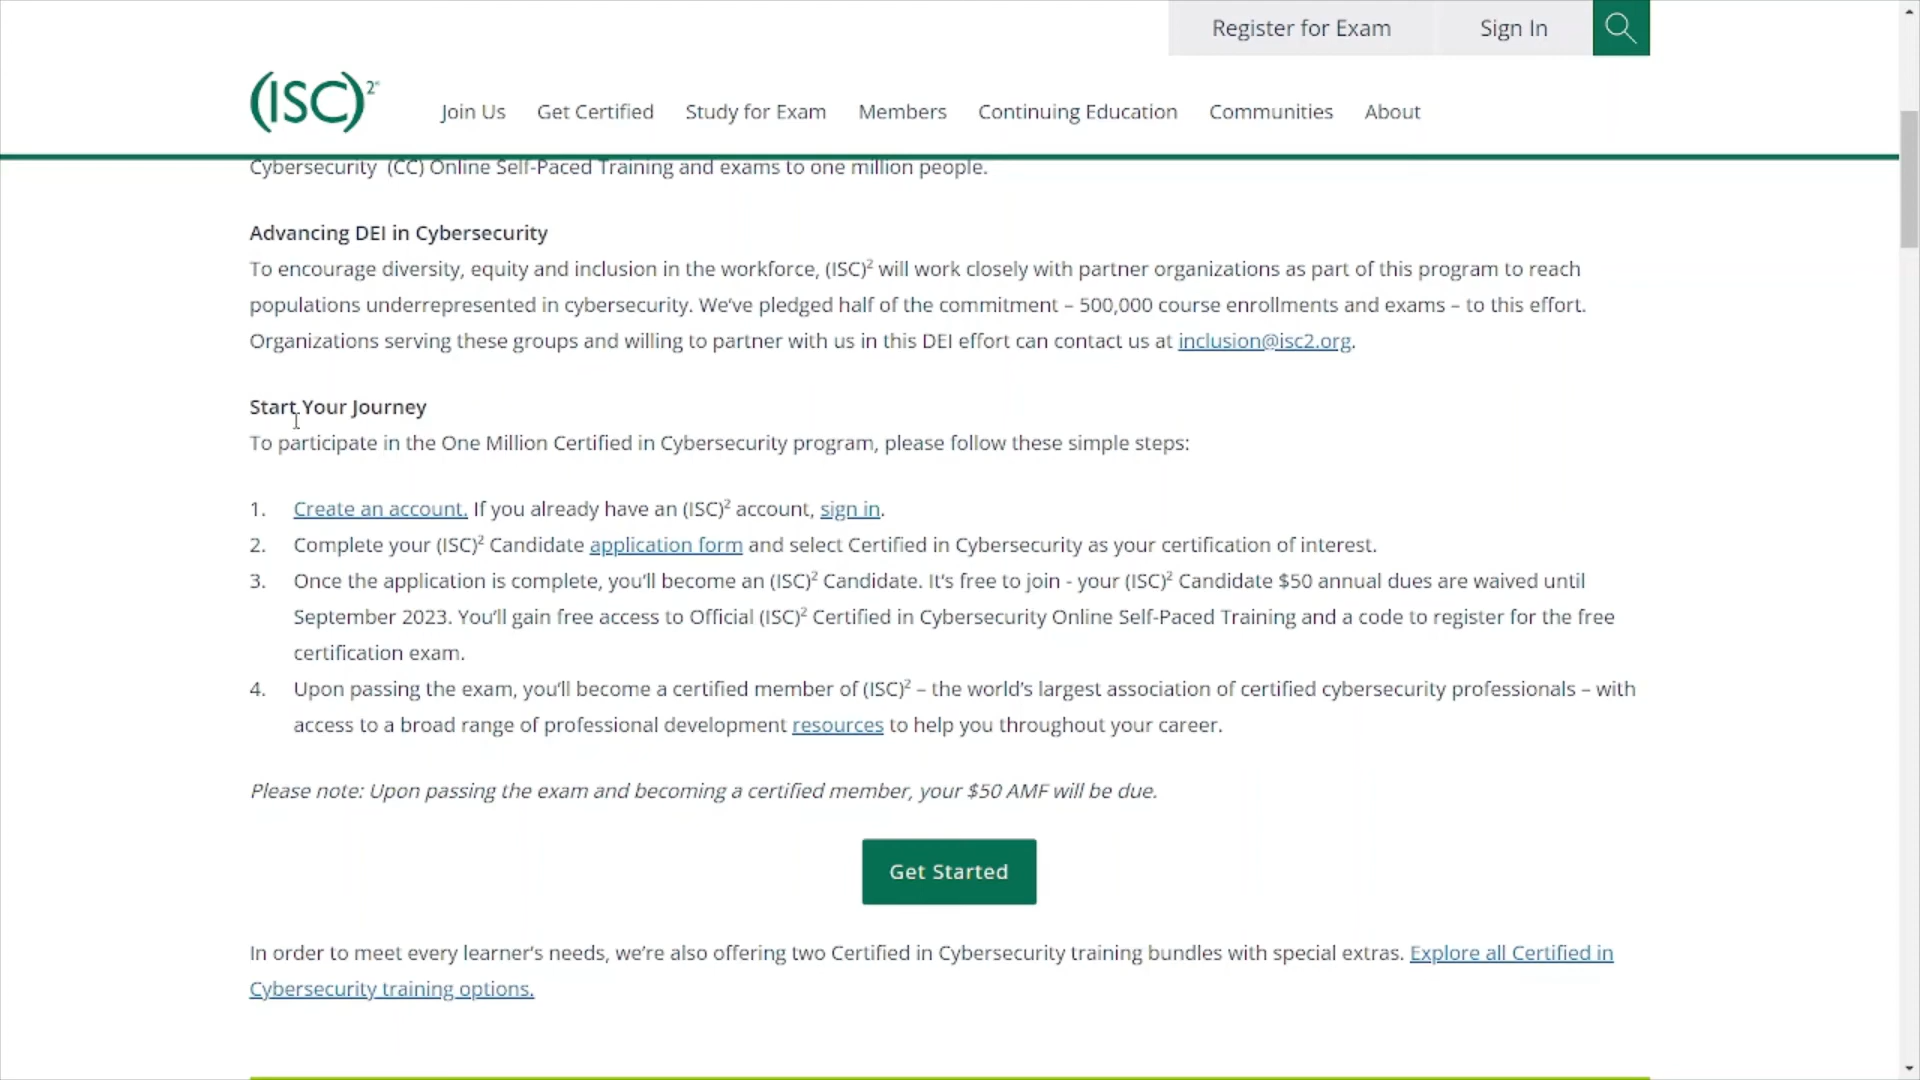 Register for Exam Sign In
(ISC)²®
Join Us Get Certified Study for Exam Members Continuing Education Communities About
Cybersecurity (CC) Online Self-Paced Training and exams to one million people.
Advancing DEI in Cybersecurity
To encourage diversity, equity and inclusion in the workforce, (ISC)² will work closely with partner organizations as part of this program to reach
populations underrepresented in cybersecurity. We've pledged half of the commitment – 500,000 course enrollments and exams – to this effort.
Organizations serving these groups and willing to partner with us in this DEI effort can contact us at inclusion@isc2.org.
Start Your Journey
To participate in the One Million Certified in Cybersecurity program, please follow these simple steps:
1. Create an account. If you already have an (ISC)² account, sign in.
2. Complete your (ISC)² Candidate application form and select Certified in Cybersecurity as your certification of interest.
3. Once the application is complete, you'll become an (ISC)² Candidate. It's free to join - your (ISC)² Candidate $50 annual dues are waived until
September 2023. You'll gain free access to Official (ISC)² Certified in Cybersecurity Online Self-Paced Training and a code to register for the free
certification exam.
4. Upon passing the exam, you'll become a certified member of (ISC)² – the world's largest association of certified cybersecurity professionals – with
access to a broad range of professional development resources to help you throughout your career.
Please note: Upon passing the exam and becoming a certified member, your $50 AMF will be due.
Get Started
In order to meet every learner's needs, we're also offering two Certified in Cybersecurity training bundles with special extras. Explore all Certified in
Cybersecurity training options.